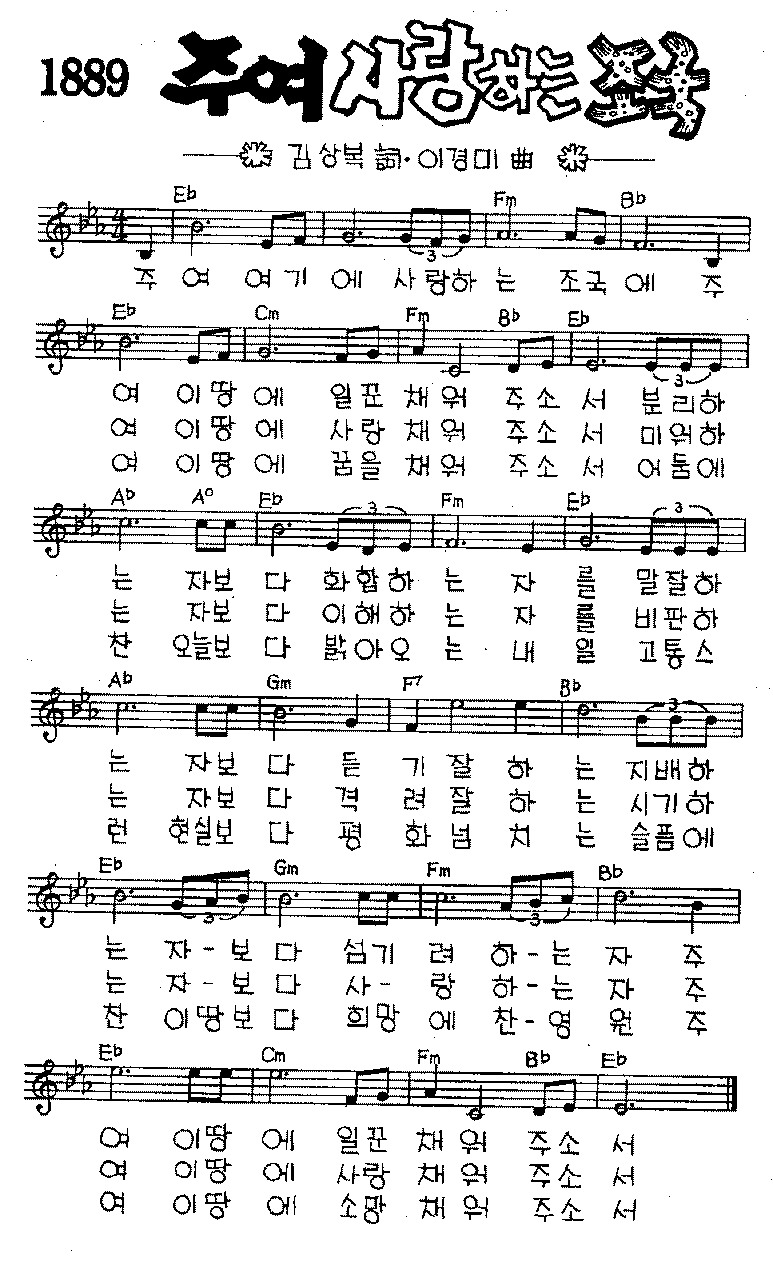 1889 주여 사랑하는 조국
김상복 詞·이경미 曲
Eb Fm Bb
4 4
3
주 여 여 기 에 사 랑하 는 조국 에 주
Eb Cm Fm Bb Eb
3
여 이 땅 에 일 꾼 채 워 주 소 서 분 리 하
여 이 땅 에 사 랑 채 워 주 소 서 미 워 하
여 이 땅 에 꿈 을 채 워 주 소 서 어 둠 에
Ab A° Eb Fm Eb
3 3
는 자보 다 화합하 는 자 를 말잘하
는 자보 다 이해하 는 자 를 비판하
찬 오늘보 다 밝아오 는 내 일 고통스
Ab Gm F7 Bb
3
는 자보 다 듣 기 잘 하 는 지배하
는 자보 다 격 려 잘 하 는 시기하
런 현실보 다 평 화 넘 치 는 슬픔에
Eb Gm Fm Bb
3 3
는 자-보 다 섬기 려 하-는 자 주
는 자-보 다 사- 랑 하-는 자 주
찬 이땅보 다 희망 에 찬-영 원 주
Eb Cm Fm Bb Eb
여 이땅 에 일꾼 채 워 주소 서
여 이땅 에 사랑 채 워 주소 서
여 이땅 에 소망 채 워 주소 서